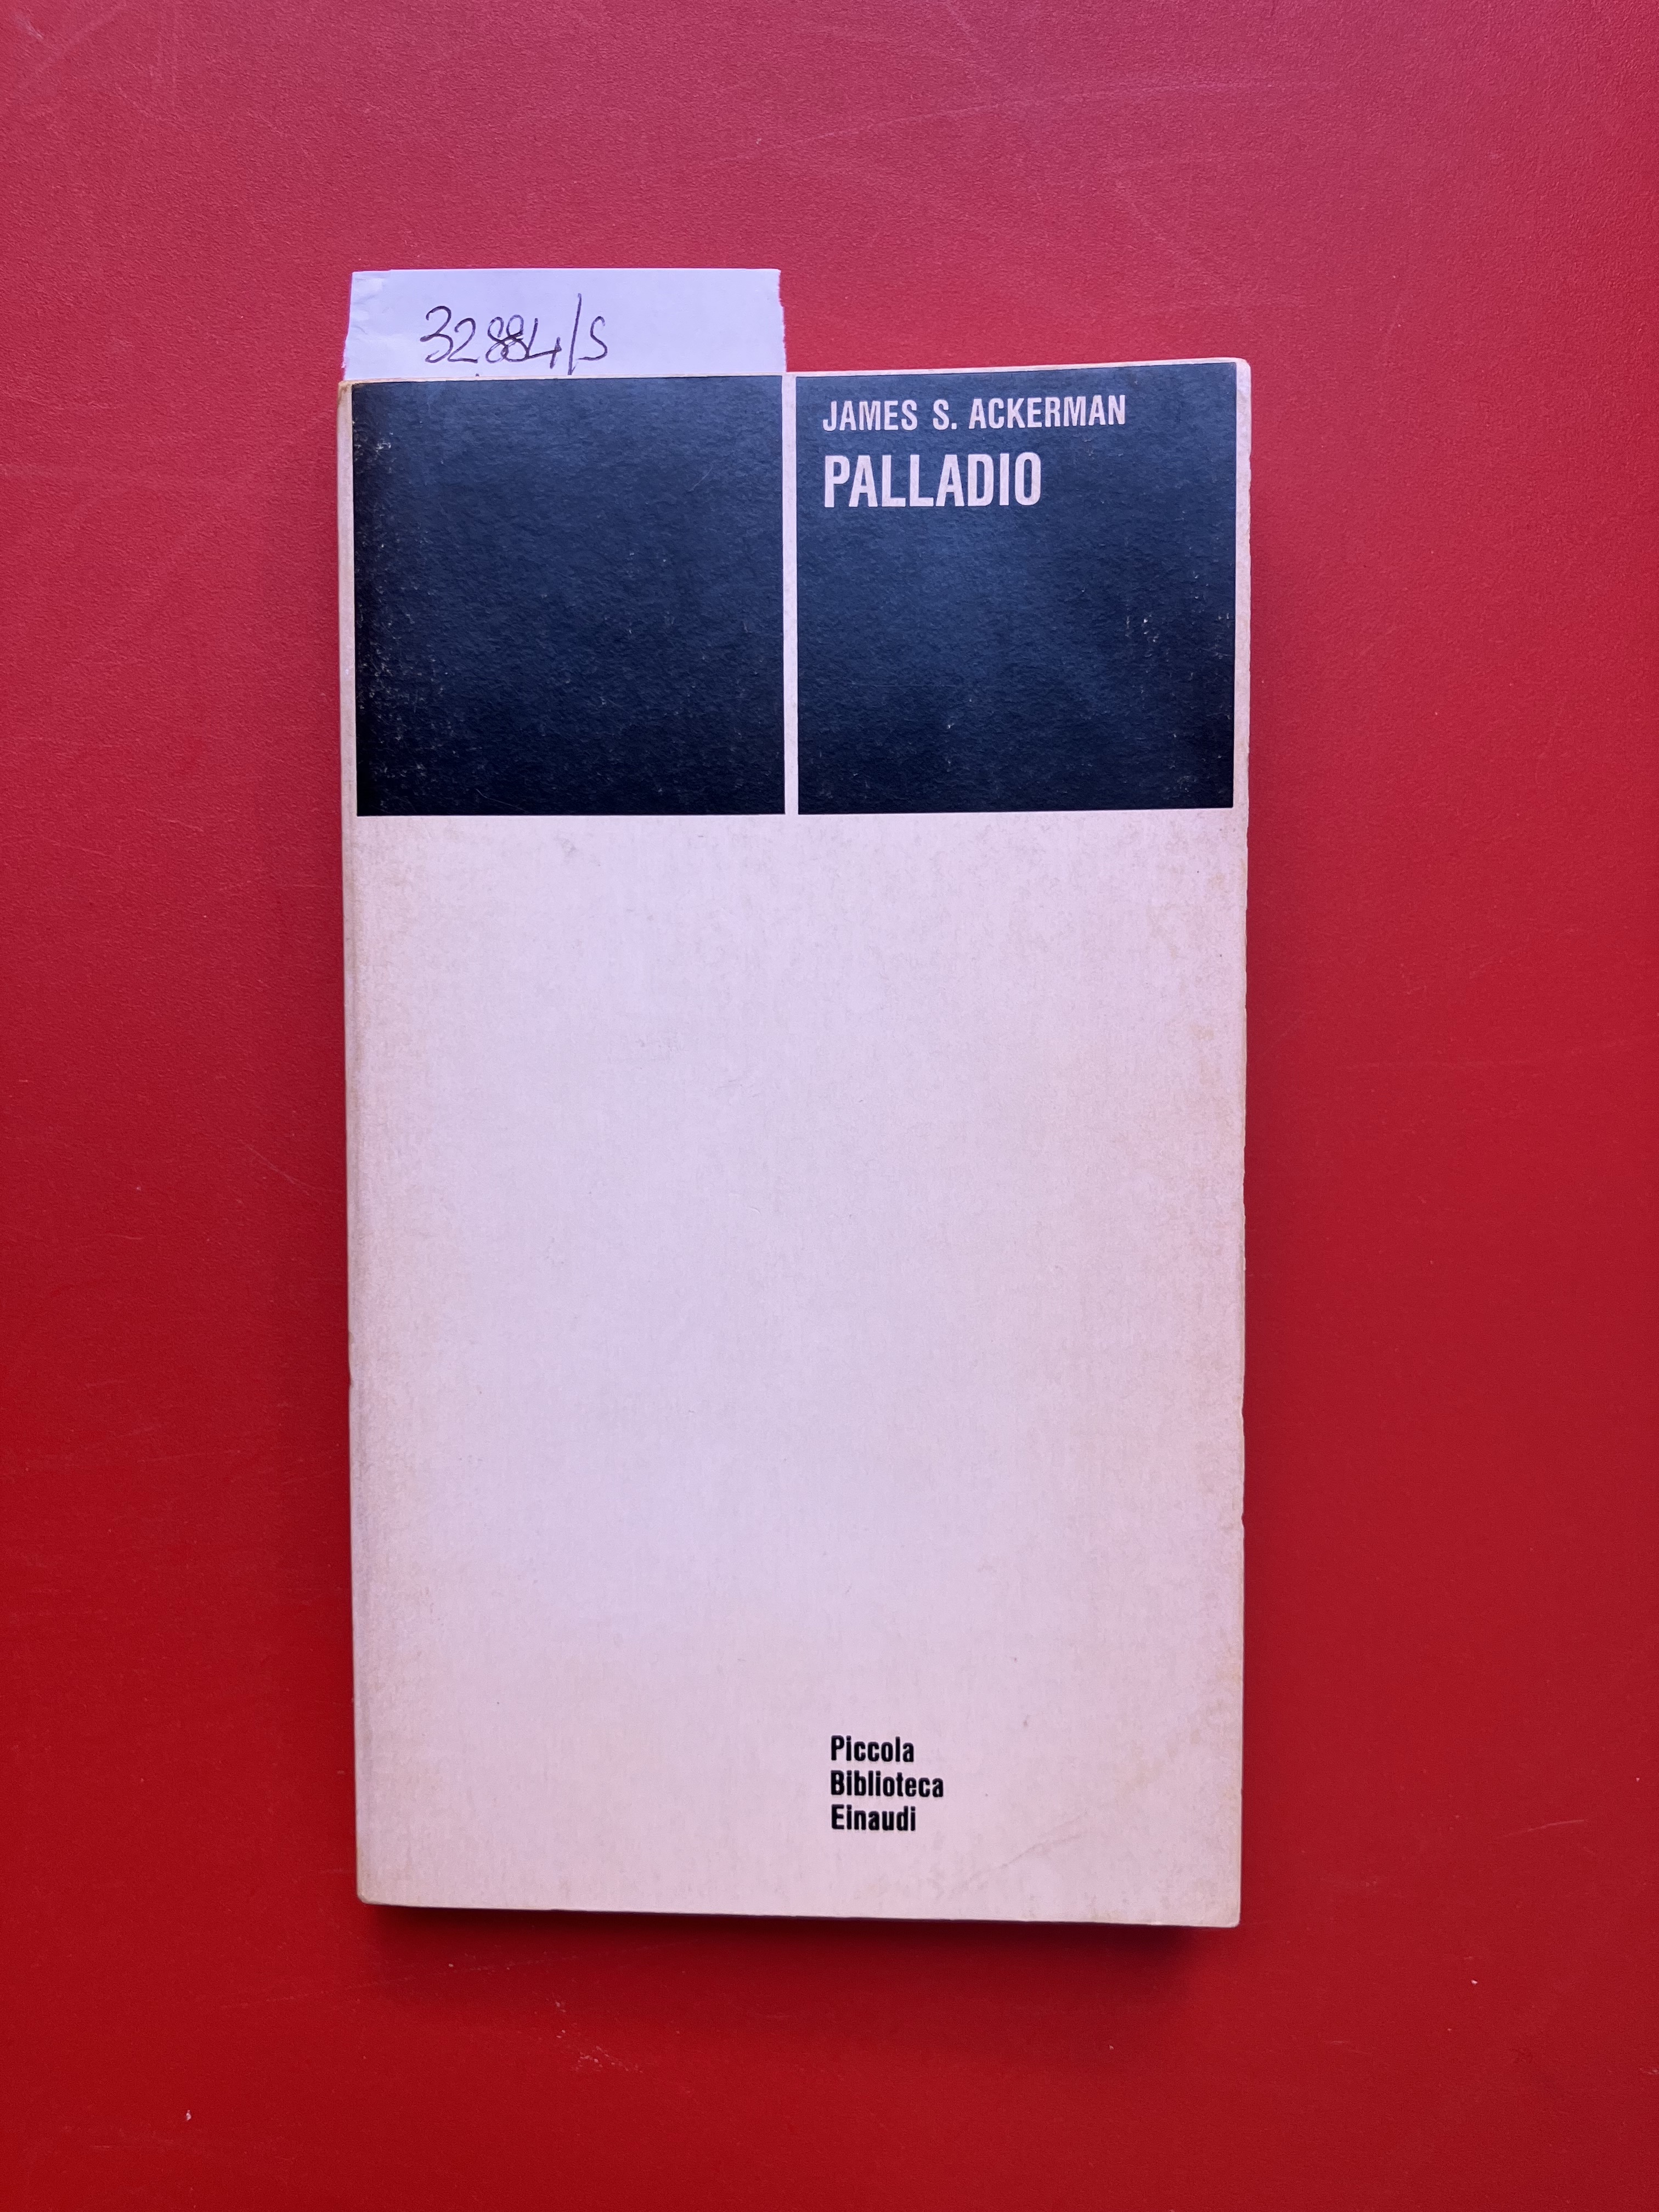 32884/S
JAMES S. ACKERMAN
PALLADIO
Piccola
Biblioteca
Einaudi